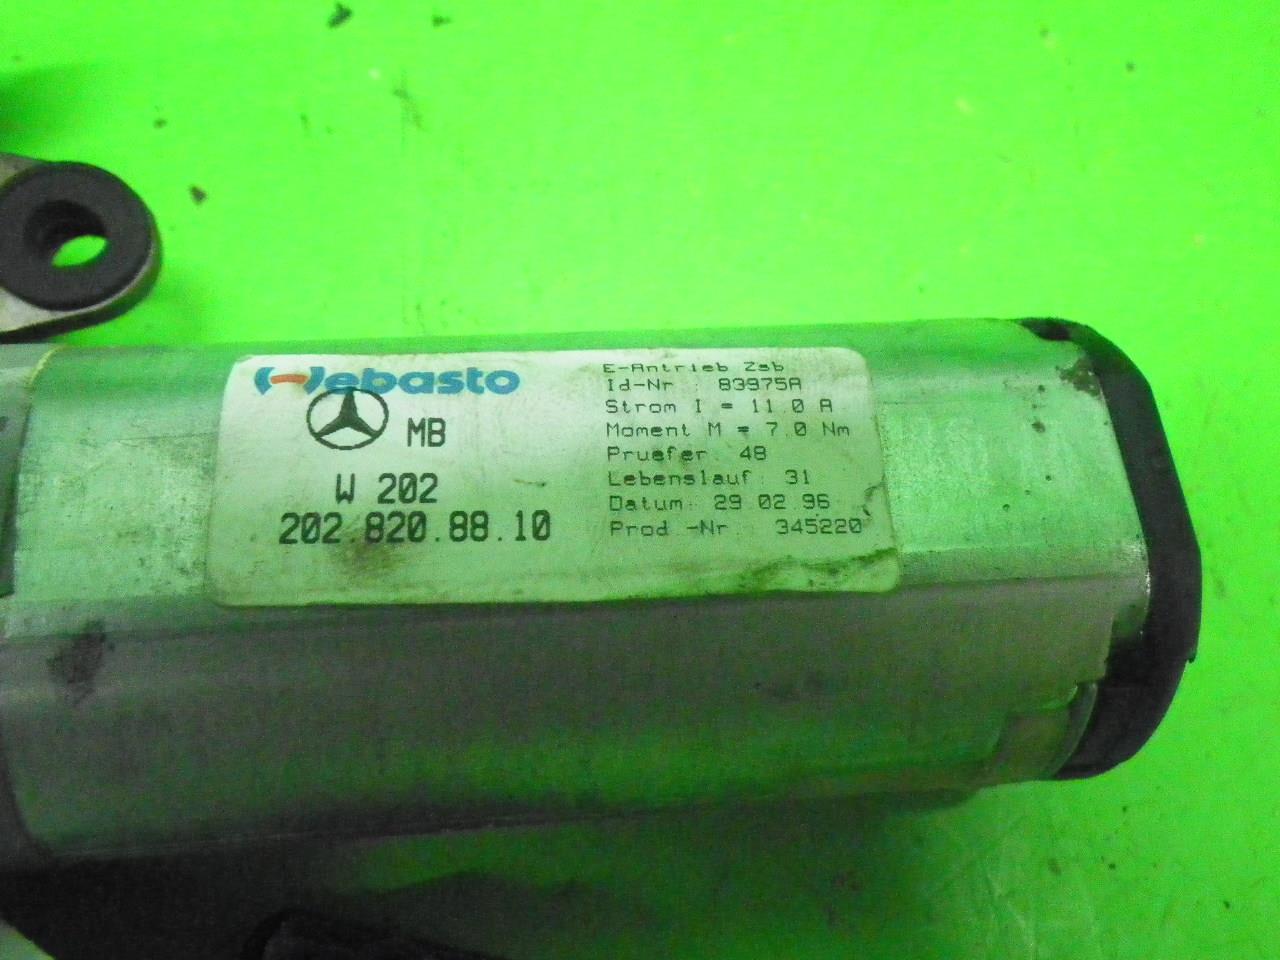 Webasto
MB
W 202
202.820.88.10
E-Antrieb Zsb
Id-Nr : 83975A
Strom I = 11.0 A
Moment M = 7.0 Nm
Pruefer: 48
Lebenslauf: 31
Datum: 29.02.96
Prod.-Nr.: 345220